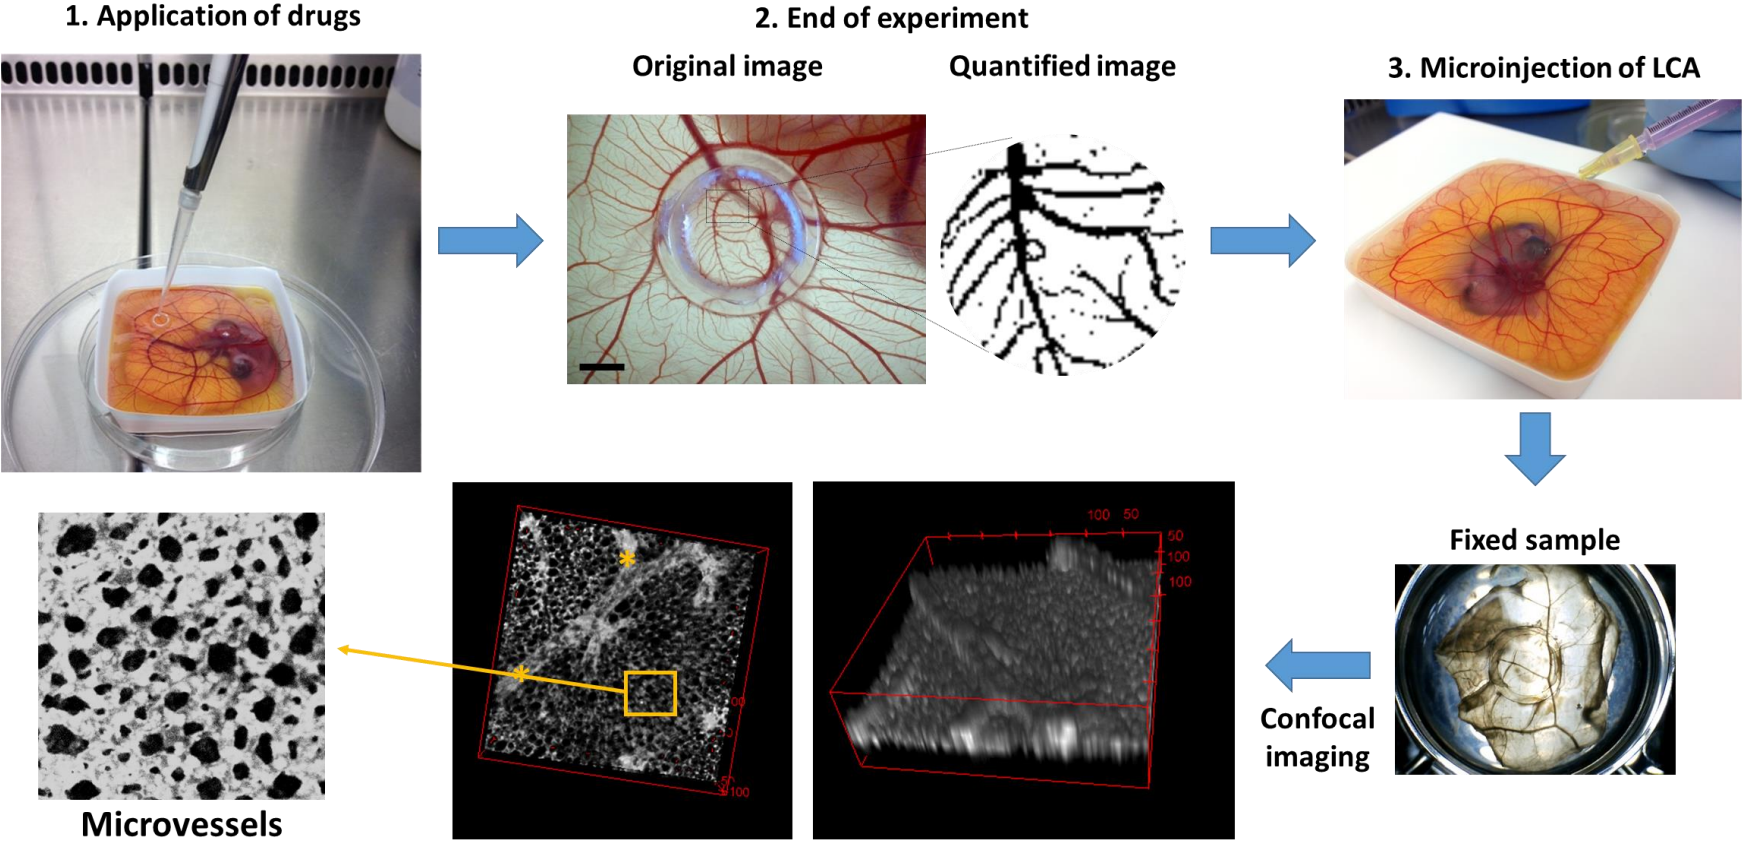 1. Application of drugs
2. End of experiment
Original image
Quantified image
3. Microinjection of LCA
Fixed sample
Confocal
imaging
100 50
50
100
100
100
Microvessels